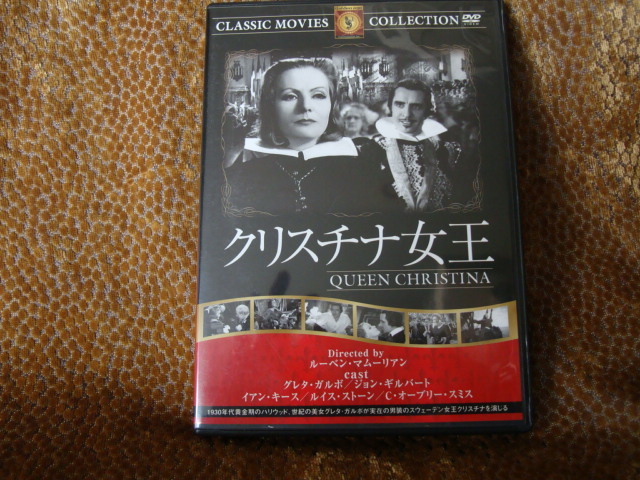 CLASSIC MOVIES COLLECTION
DVD
VIDEO
クリスチナ女王
QUEEN CHRISTINA
Directed by
ルーベン・マムーリアン
cast
グレタ・ガルボ／ジョン・ギルバート
イアン・キース／ルイス・ストーン／C・オーブリー・スミス
1930年代黄金期のハリウッド、世紀の美女グレタ・ガルボが実在の男装のスウェーデン女王クリスチナを演じる